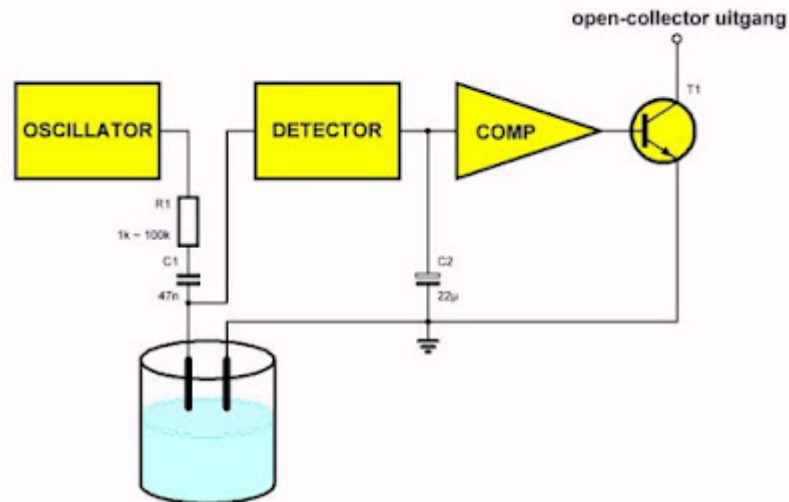 open-collector uitgang
T1
OSCILLATOR
DETECTOR
COMP
R1
1k ~ 100k
C1
47n
C2
22µ